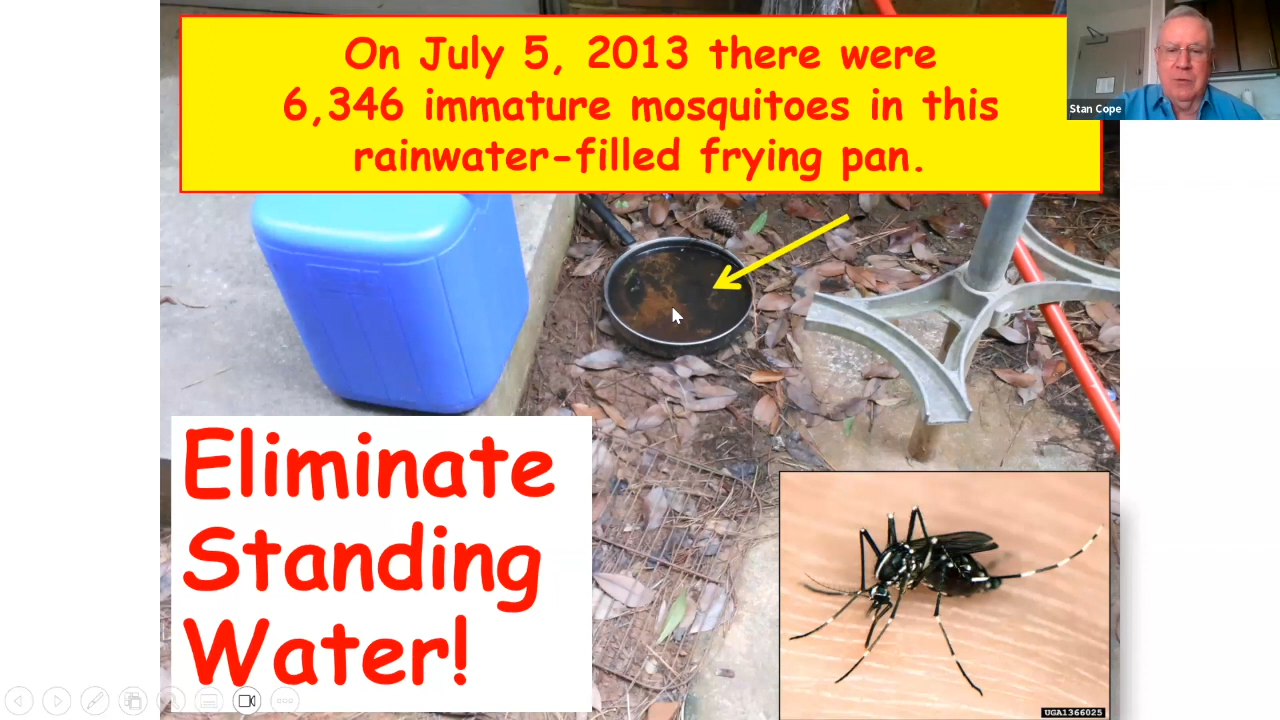 On July 5, 2013 there were
6,346 immature mosquitoes in this
rainwater-filled frying pan.
Stan Cope
Eliminate
Standing
Water!
UGA1366025